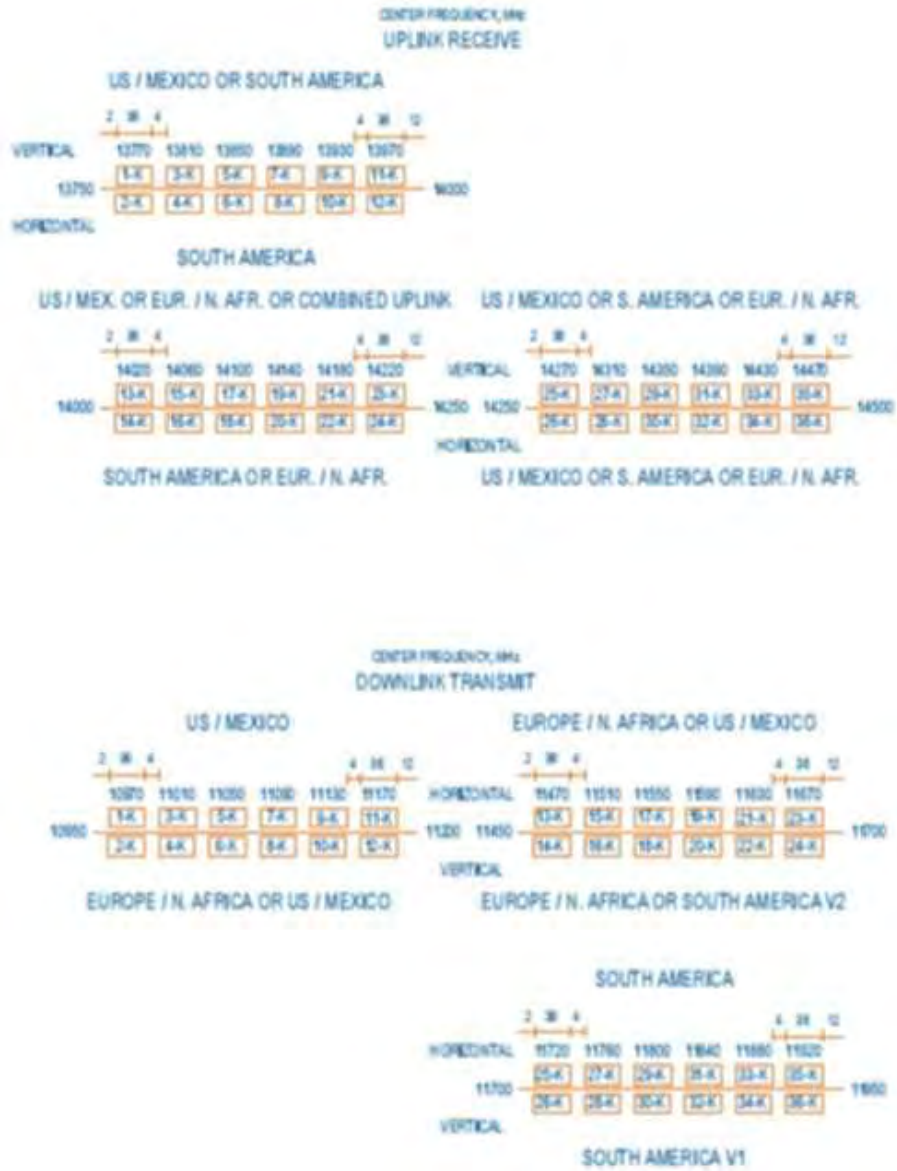 CENTER FREQUENCY, MHz
UPLINK RECEIVE
US / MEXICO OR SOUTH AMERICA
2 36 4 4 36 12
VERTICAL 13770 13810 13850 13890 13930 13970
1-K 3-K 5-K 7-K 9-K 11-K
13750 14000
2-K 4-K 6-K 8-K 10-K 12-K
HORIZONTAL
SOUTH AMERICA
US / MEX. OR EUR. / N. AFR. OR COMBINED UPLINK US / MEXICO OR S. AMERICA OR EUR. / N. AFR.
2 36 4 4 36 12 2 36 4 4 36 12
14020 14060 14100 14140 14180 14220 VERTICAL 14270 14310 14350 14390 14430 14470
13-K 15-K 17-K 19-K 21-K 23-K 25-K 27-K 29-K 31-K 33-K 35-K
14000 14250 14250 14500
14-K 16-K 18-K 20-K 22-K 24-K 26-K 28-K 30-K 32-K 34-K 36-K
HORIZONTAL
SOUTH AMERICA OR EUR. / N. AFR. US / MEXICO OR S. AMERICA OR EUR. / N. AFR.
CENTER FREQUENCY, MHz
DOWNLINK TRANSMIT
US / MEXICO EUROPE / N. AFRICA OR US / MEXICO
2 36 4 4 36 12 2 36 4 4 36 12
10970 11010 11050 11090 11130 11170 HORIZONTAL 11470 11510 11550 11590 11630 11670
1-K 3-K 5-K 7-K 9-K 11-K 13-K 15-K 17-K 19-K 21-K 23-K
10950 11200 11450 11700
2-K 4-K 6-K 8-K 10-K 12-K 14-K 16-K 18-K 20-K 22-K 24-K
VERTICAL
EUROPE / N. AFRICA OR US / MEXICO EUROPE / N. AFRICA OR SOUTH AMERICA V2
SOUTH AMERICA
2 36 4 4 36 12
HORIZONTAL 11720 11760 11800 11840 11880 11920
25-K 27-K 29-K 31-K 33-K 35-K
11700 11950
26-K 28-K 30-K 32-K 34-K 36-K
VERTICAL
SOUTH AMERICA V1